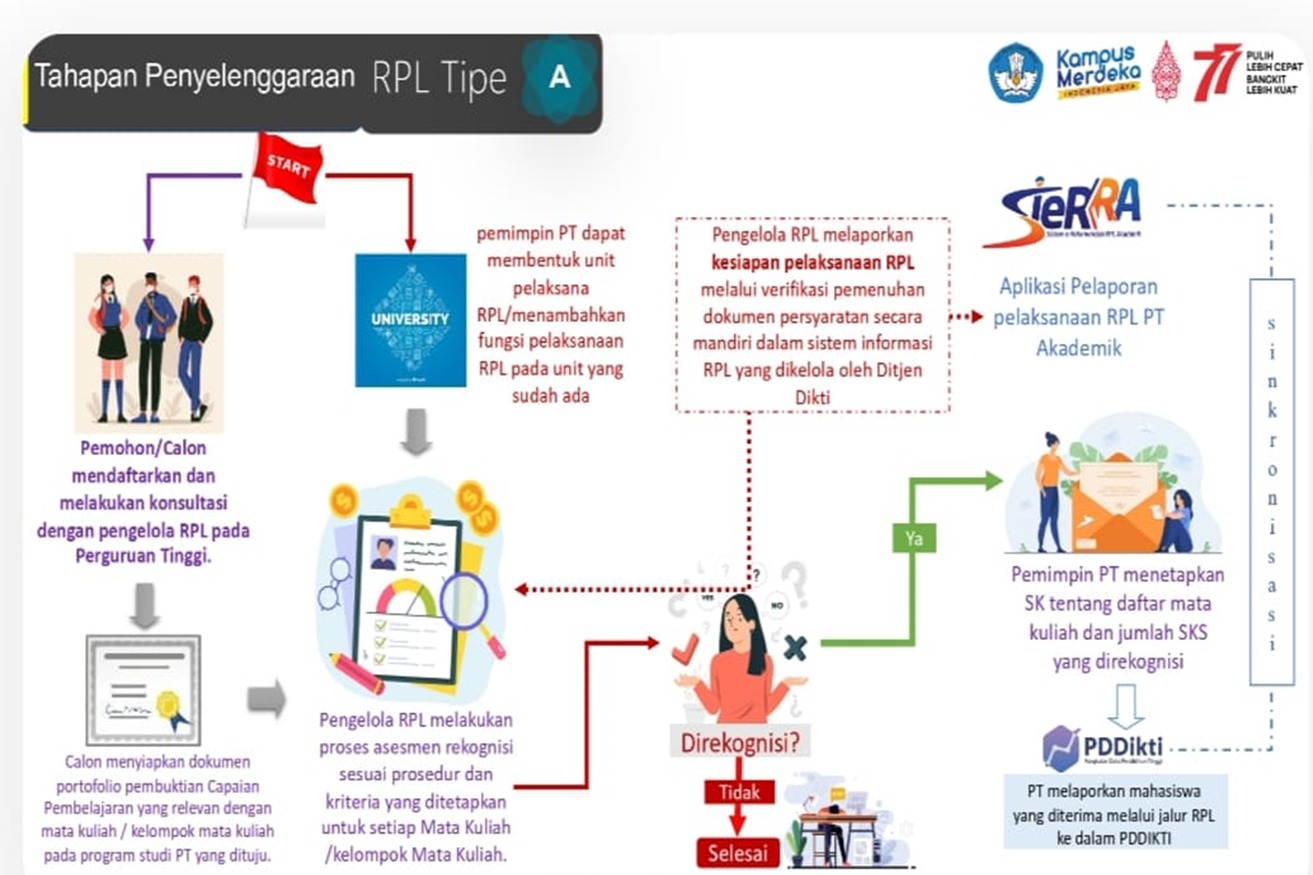 Tahapan Penyelenggaraan RPL Tipe A
Kampus
Merdeka
INDONESIA JAYA
77
PULIH
LEBIH CEPAT
BANGKIT
LEBIH KUAT
START
Pemohon/Calon
mendaftarkan dan
melakukan konsultasi
dengan pengelola RPL pada
Perguruan Tinggi.
Calon menyiapkan dokumen
portofolio pembuktian Capaian
Pembelajaran yang relevan dengan
mata kuliah / kelompok mata kuliah
pada program studi PT yang dituju.
UNIVERSITY
pemimpin PT dapat
membentuk unit
pelaksana
RPL/menambahkan
fungsi pelaksanaan
RPL pada unit yang
sudah ada
Pengelola RPL melakukan
proses asesmen rekognisi
sesuai prosedur dan
kriteria yang ditetapkan
untuk setiap Mata Kuliah
/kelompok Mata Kuliah.
Pengelola RPL melaporkan
kesiapan pelaksanaan RPL
melalui verifikasi pemenuhan
dokumen persyaratan secara
mandiri dalam sistem informasi
RPL yang dikelola oleh Ditjen
Dikti
SIERRA
Aplikasi Pelaporan
pelaksanaan RPL PT
Akademik
sinkronisasi
YES
NO
Direkognisi?
Ya
Tidak
Selesai
Pemimpin PT menetapkan
SK tentang daftar mata
kuliah dan jumlah SKS
yang direkognisi
PDDikti
Pangkalan Data Pendidikan Tinggi
PT melaporkan mahasiswa
yang diterima melalui jalur RPL
ke dalam PDDIKTI